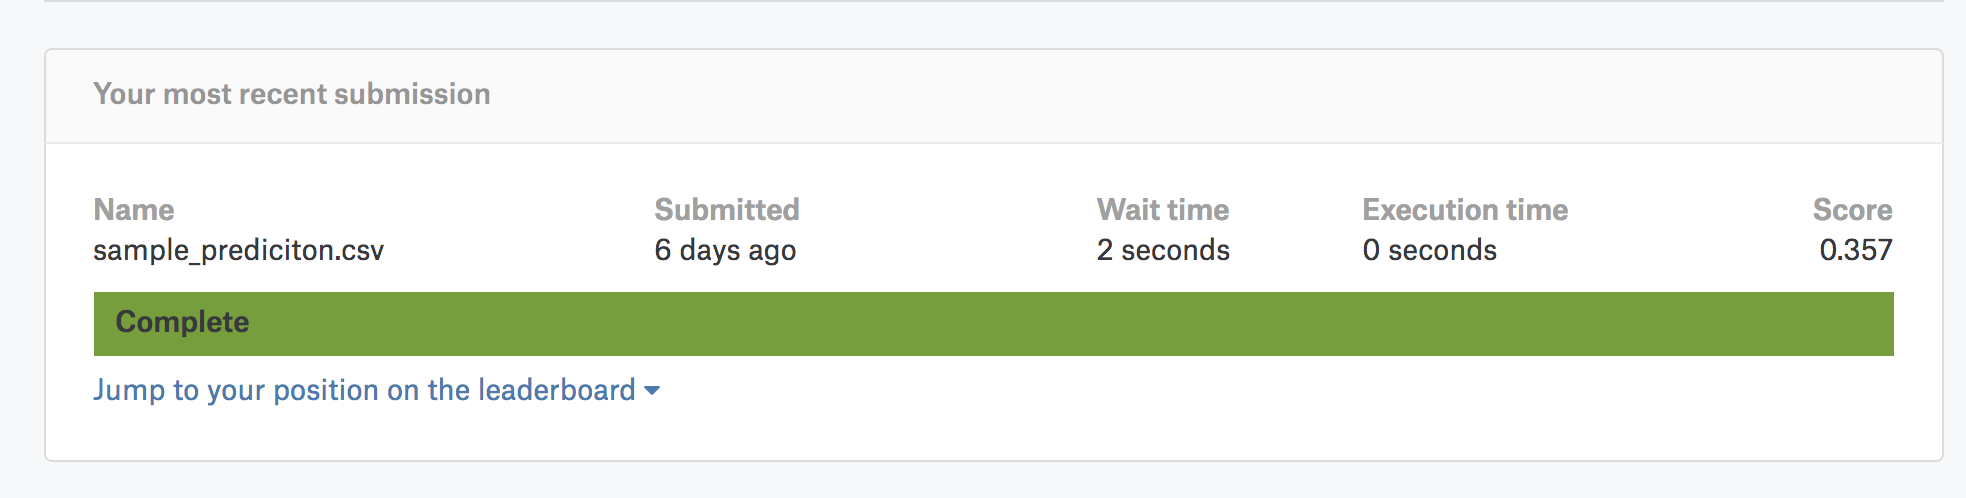 Your most recent submission
Name Submitted Wait time Execution time Score
sample_prediciton.csv 6 days ago 2 seconds 0 seconds 0.357
Complete
Jump to your position on the leaderboard